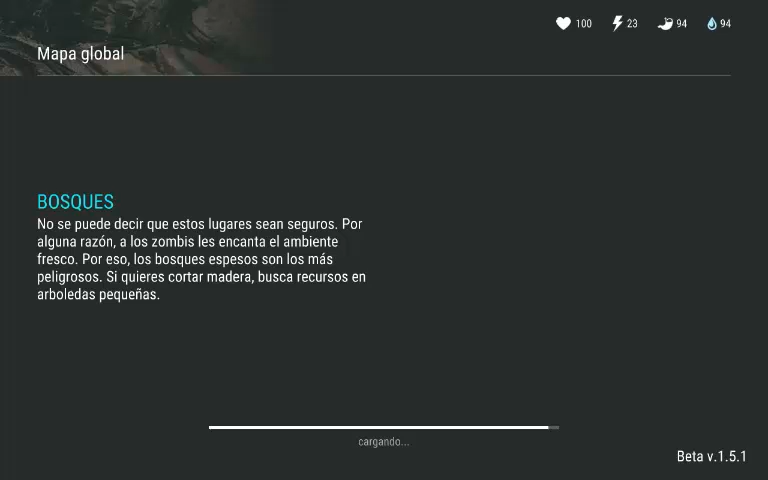 100 23 94 94
Mapa global
BOSQUES
No se puede decir que estos lugares sean seguros. Por
alguna razón, a los zombis les encanta el ambiente
fresco. Por eso, los bosques espesos son los más
peligrosos. Si quieres cortar madera, busca recursos en
arboledas pequeñas.
cargando...
Beta v.1.5.1